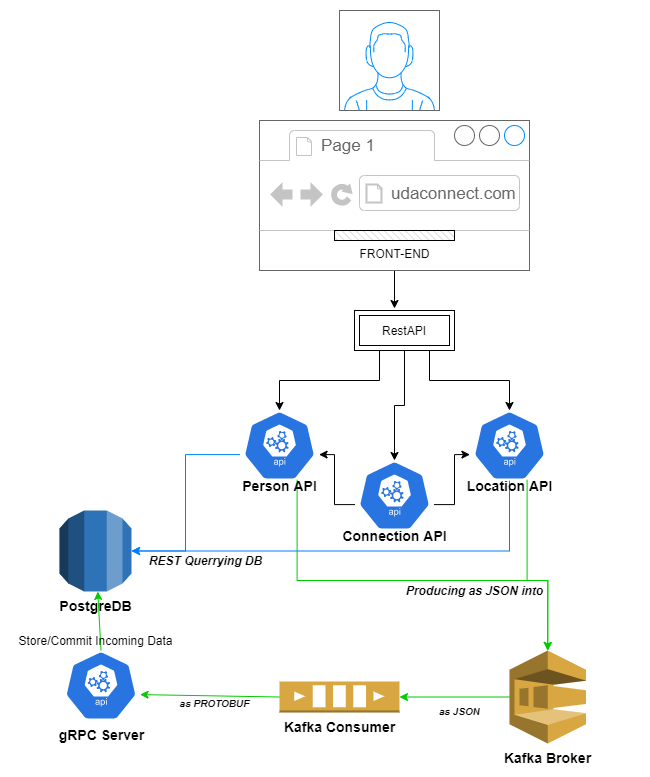 Page 1
udaconnect.com
FRONT-END
RestAPI
api
Person API
api
Location API
api
Connection API
REST Querrying DB
Producing as JSON into
PostgreDB
Store/Commit Incoming Data
api
gRPC Server
as PROTOBUF
Kafka Consumer
as JSON
Kafka Broker